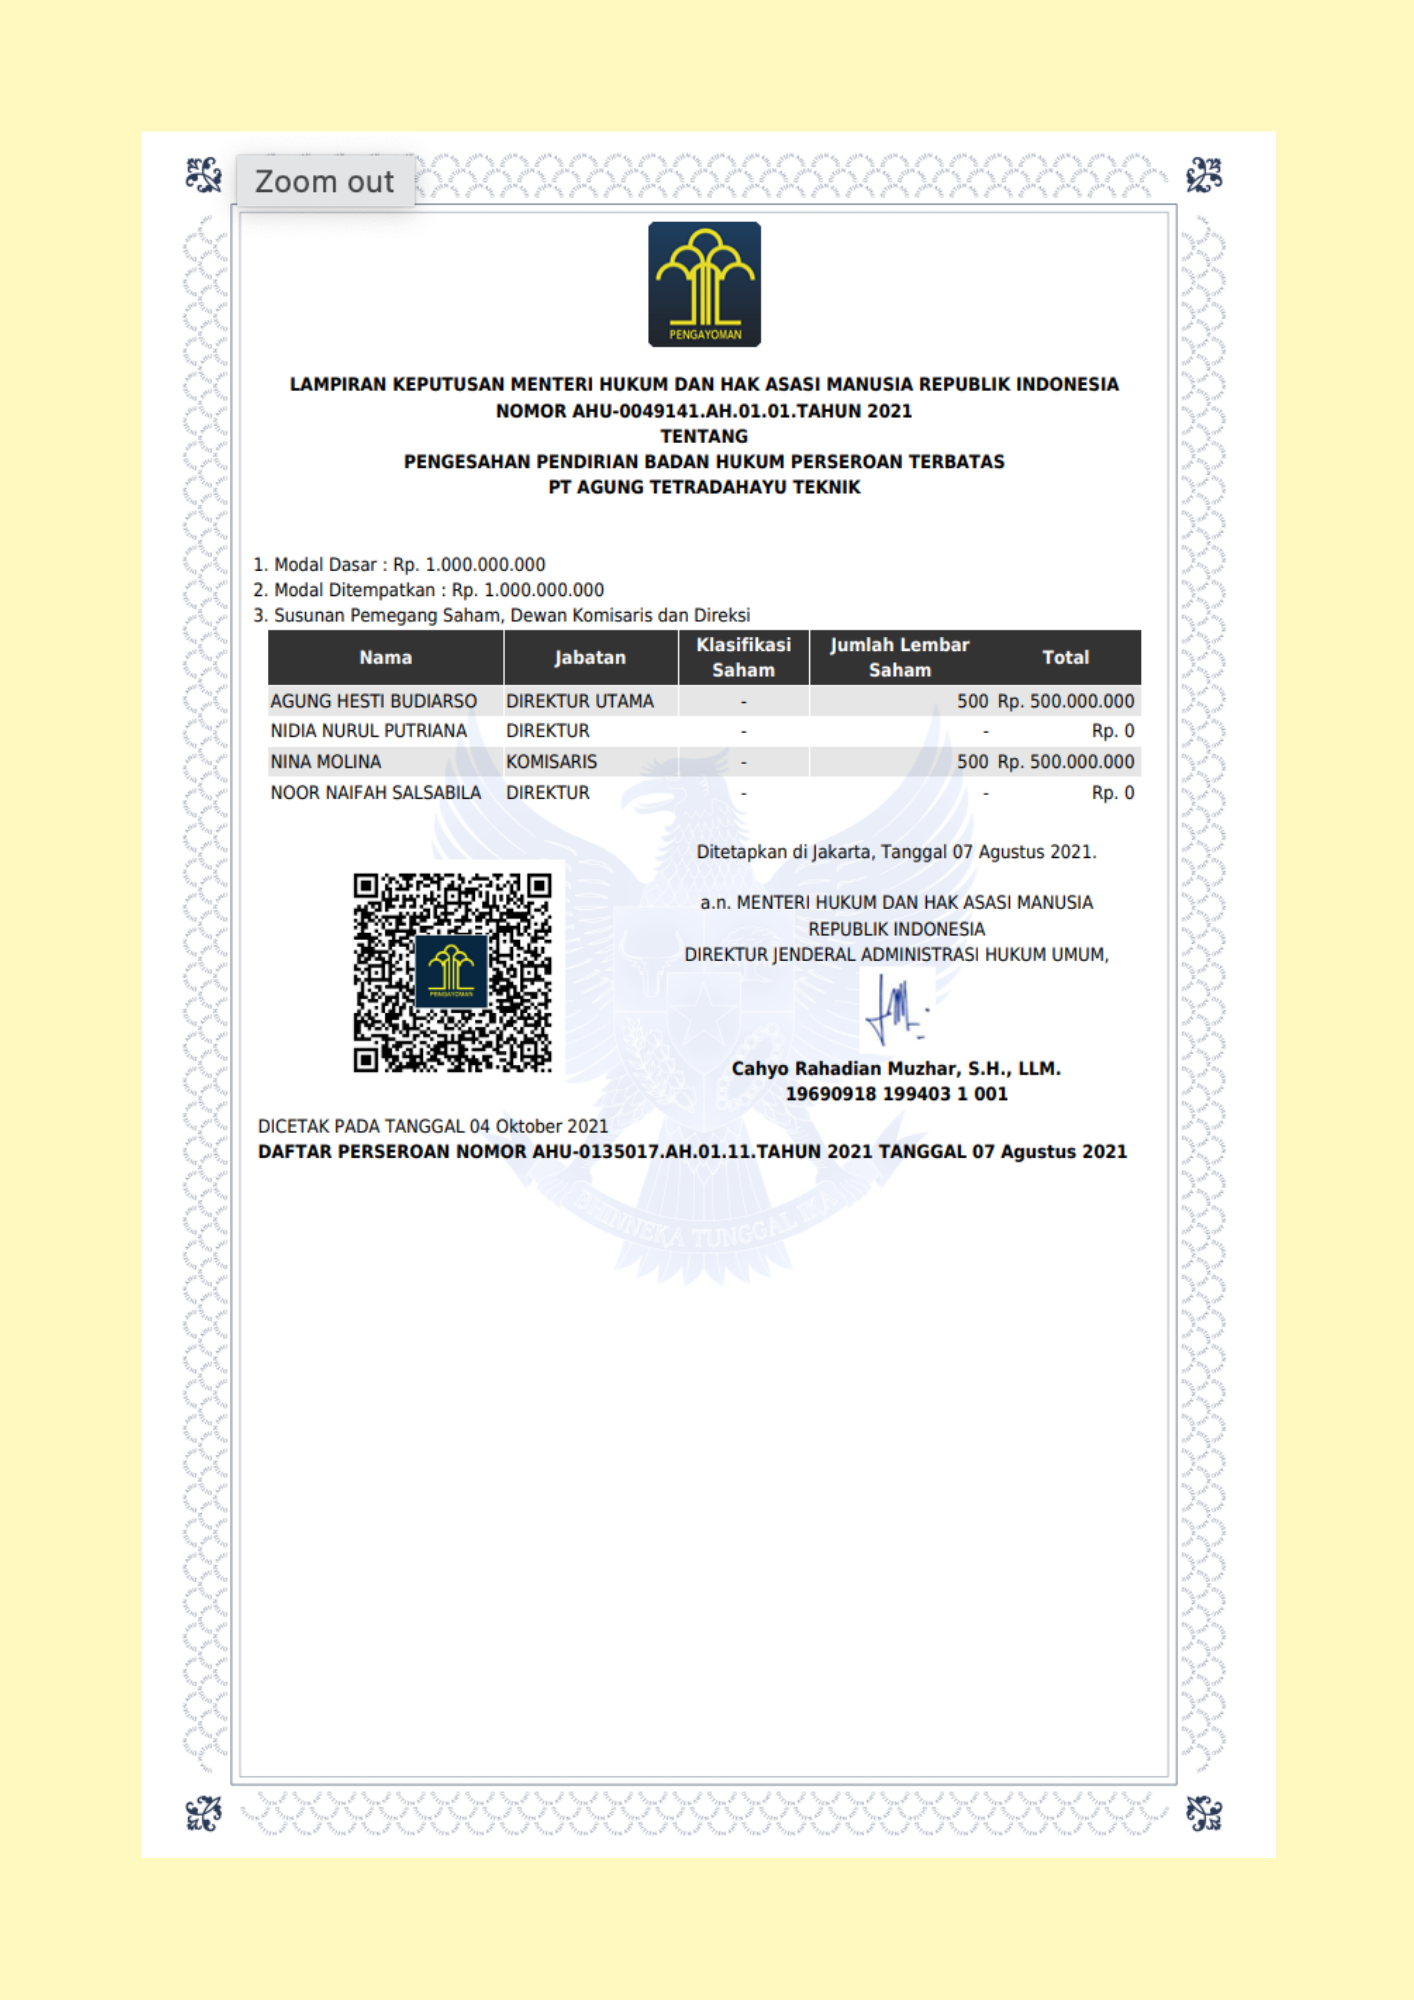 Zoom out
PENGAYOMAN
LAMPIRAN KEPUTUSAN MENTERI HUKUM DAN HAK ASASI MANUSIA REPUBLIK INDONESIA
NOMOR AHU-0049141.AH.01.01.TAHUN 2021
TENTANG
PENGESAHAN PENDIRIAN BADAN HUKUM PERSEROAN TERBATAS
PT AGUNG TETRADAHAYU TEKNIK
1. Modal Dasar : Rp. 1.000.000.000
2. Modal Ditempatkan : Rp. 1.000.000.000
3. Susunan Pemegang Saham, Dewan Komisaris dan Direksi
Nama Jabatan Klasifikasi Saham Jumlah Lembar Saham Total
AGUNG HESTI BUDIARSO DIREKTUR UTAMA - 500 Rp. 500.000.000
NIDIA NURUL PUTRIANA DIREKTUR - - Rp. 0
NINA MOLINA KOMISARIS - 500 Rp. 500.000.000
NOOR NAIFAH SALSABILA DIREKTUR - - Rp. 0
Ditetapkan di Jakarta, Tanggal 07 Agustus 2021.
a.n. MENTERI HUKUM DAN HAK ASASI MANUSIA
REPUBLIK INDONESIA
DIREKTUR JENDERAL ADMINISTRASI HUKUM UMUM,
PENGAYOMAN
Cahyo Rahadian Muzhar, S.H., LLM.
19690918 199403 1 001
DICETAK PADA TANGGAL 04 Oktober 2021
DAFTAR PERSEROAN NOMOR AHU-0135017.AH.01.11.TAHUN 2021 TANGGAL 07 Agustus 2021
BHINNEKA TUNGGAL IKA